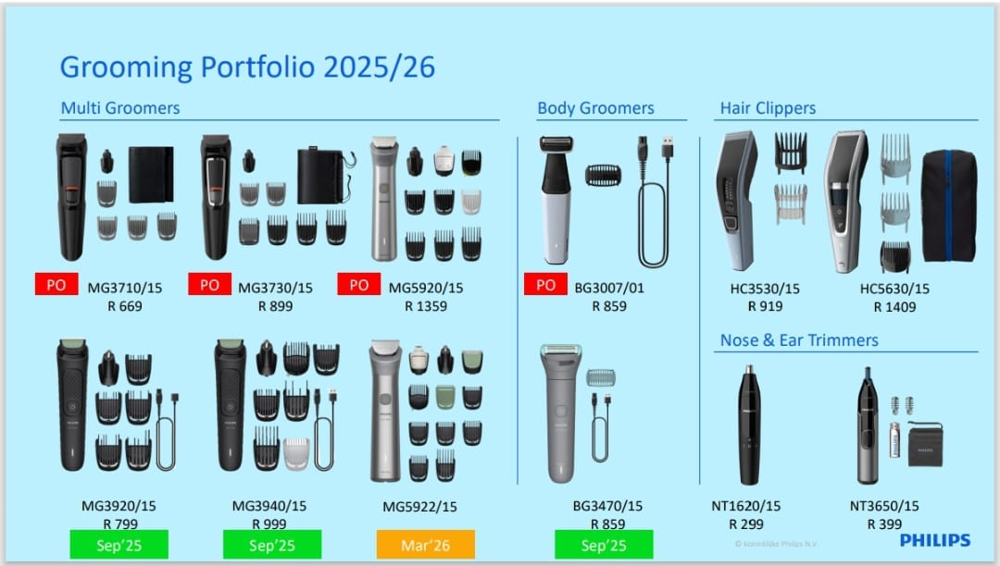 Grooming Portfolio 2025/26
Multi Groomers
Body Groomers
Hair Clippers
PO
MG3710/15
R 669
PO
MG3730/15
R 899
PO
MG5920/15
R 1359
PO
BG3007/01
R 859
HC3530/15
R 919
HC5630/15
R 1409
Nose & Ear Trimmers
MG3920/15
R 799
Sep’25
MG3940/15
R 999
Sep’25
MG5922/15
Mar’26
BG3470/15
R 859
Sep’25
NT1620/15
R 299
NT3650/15
R 399
© Koninklijke Philips N.V.
PHILIPS